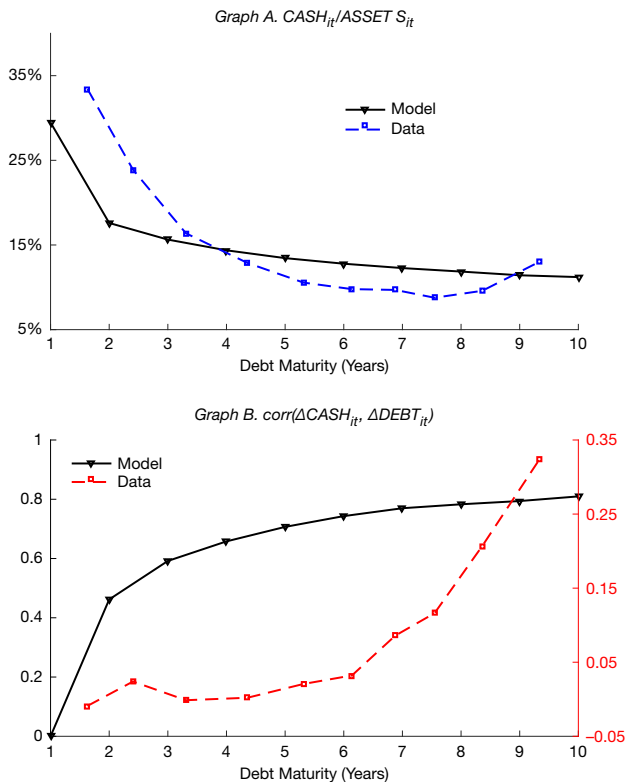 Graph A. CASH_it/ASSET S_it
35%
25%
15%
5%
Model
Data
1 2 3 4 5 6 7 8 9 10
Debt Maturity (Years)
Graph B. corr(ΔCASH_it, ΔDEBT_it)
1
0.8
0.6
0.4
0.2
0
Model
Data
0.35
0.25
0.15
0.05
−0.05
1 2 3 4 5 6 7 8 9 10
Debt Maturity (Years)